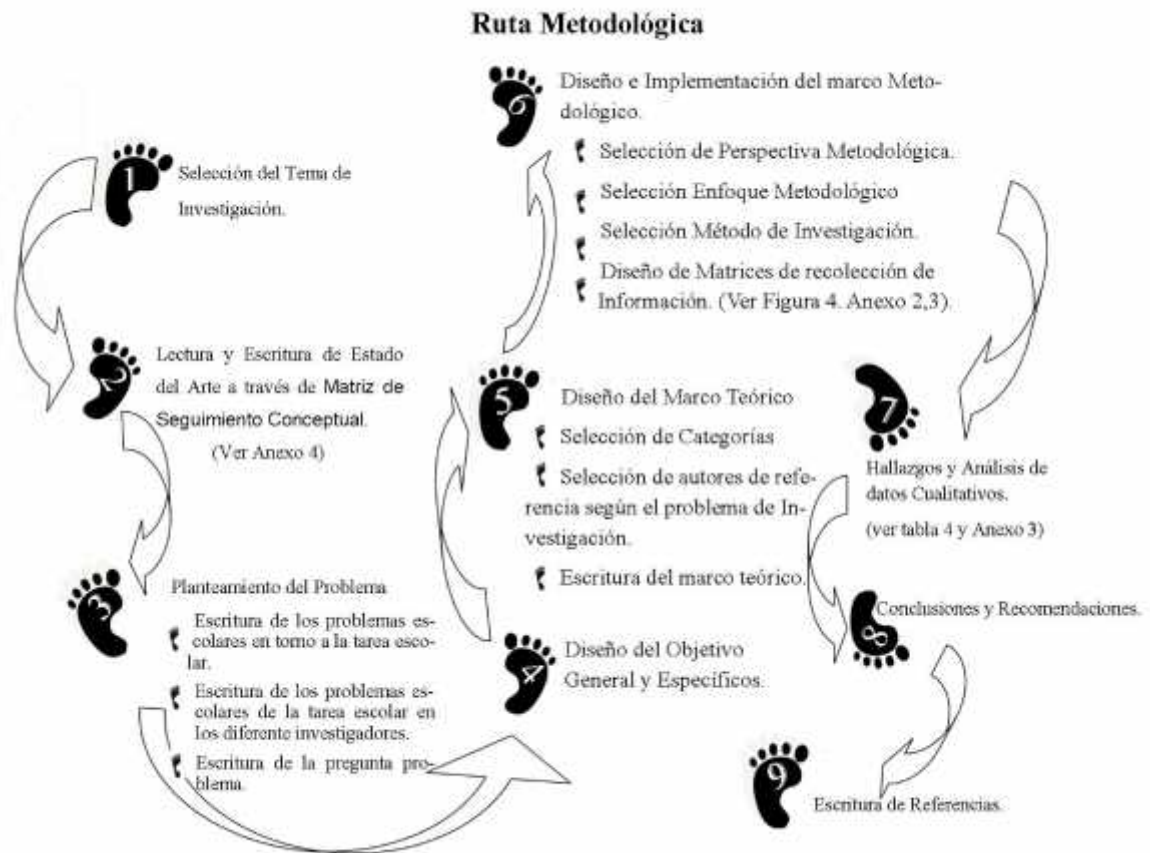 Ruta Metodológica
1
Selección del Tema de
Investigación.
2
Lectura y Escritura de Estado
del Arte a través de Matriz de
Seguimiento Conceptual.
(Ver Anexo 4)
3
Planteamiento del Problema
Escritura de los problemas es-
colares en torno a la tarea esco-
lar.
Escritura de los problemas es-
colares de la tarea escolar en
los diferente investigadores.
Escritura de la pregunta pro-
blema.
4
Diseño del Objetivo
General y Específicos.
5
Diseño del Marco Teórico
Selección de Categorías
Selección de autores de refe-
rencia según el problema de In-
vestigación.
Escritura del marco teórico.
6
Diseño e Implementación del marco Meto-
dológico.
Selección de Perspectiva Metodológica.
Selección Enfoque Metodológico
Selección Método de Investigación.
Diseño de Matrices de recolección de
Información. (Ver Figura 4. Anexo 2,3).
7
Hallazgos y Análisis de
datos Cualitativos.
(ver tabla 4 y Anexo 3)
8
Conclusiones y Recomendaciones.
9
Escritura de Referencias.